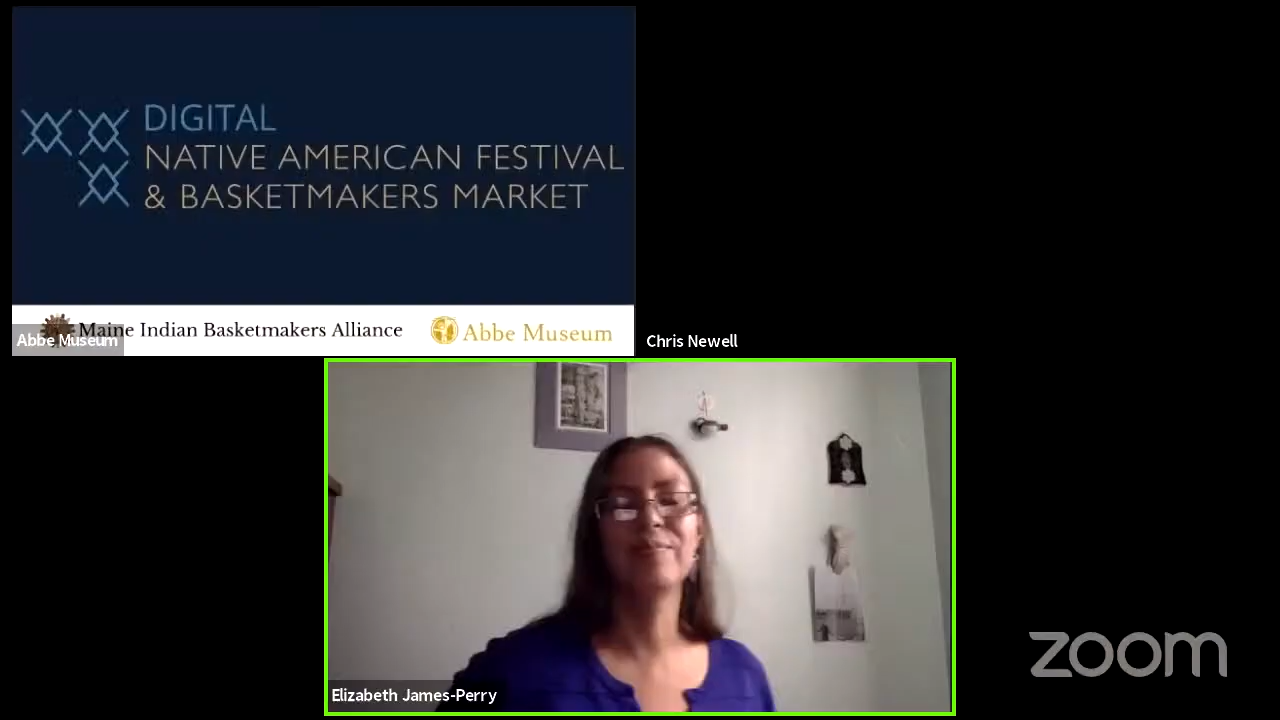 DIGITAL
NATIVE AMERICAN FESTIVAL
& BASKETMAKERS MARKET
Maine Indian Basketmakers Alliance
Abbe Museum
Abbe Museum
Chris Newell
Elizabeth James-Perry
zoom